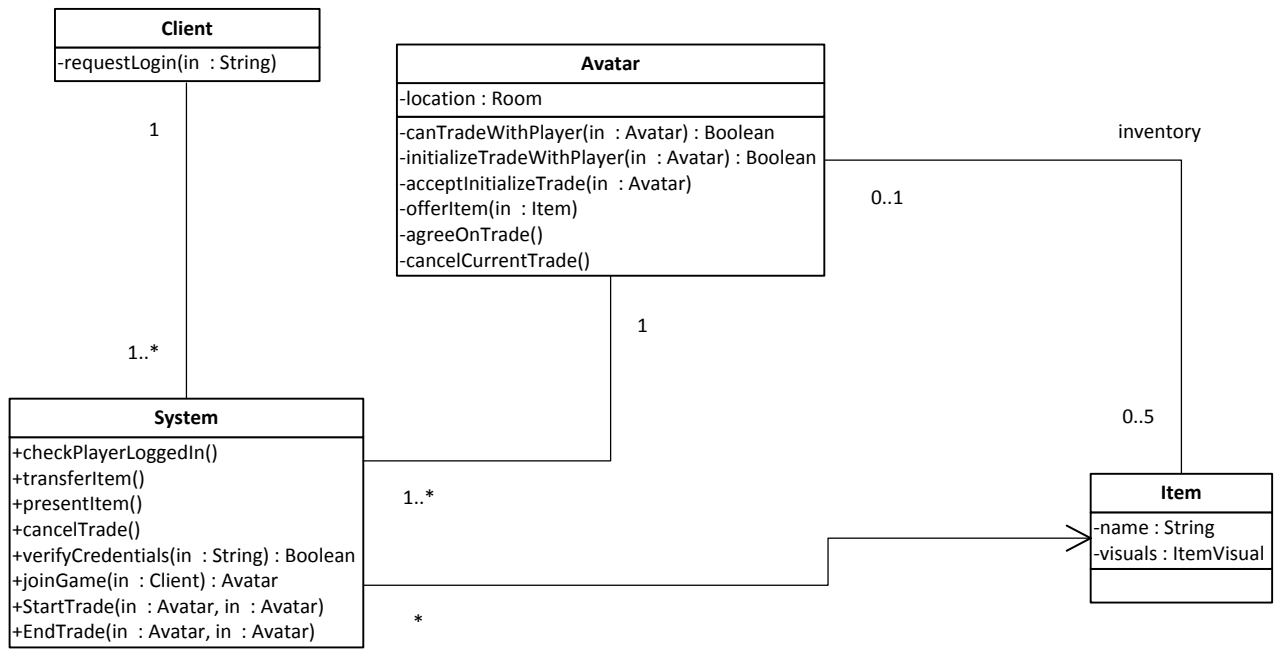 Client
-requestLogin(in  : String)
1
1..*
Avatar
-location : Room
-canTradeWithPlayer(in  : Avatar) : Boolean
-initializeTradeWithPlayer(in  : Avatar) : Boolean
-acceptInitializeTrade(in  : Avatar)
-offerItem(in  : Item)
-agreeOnTrade()
-cancelCurrentTrade()
inventory
0..1
1
0..5
System
+checkPlayerLoggedIn()
+transferItem()
+presentItem()
+cancelTrade()
+verifyCredentials(in  : String) : Boolean
+joinGame(in  : Client) : Avatar
+StartTrade(in  : Avatar, in  : Avatar)
+EndTrade(in  : Avatar, in  : Avatar)
1..*
*
Item
-name : String
-visuals : ItemVisual